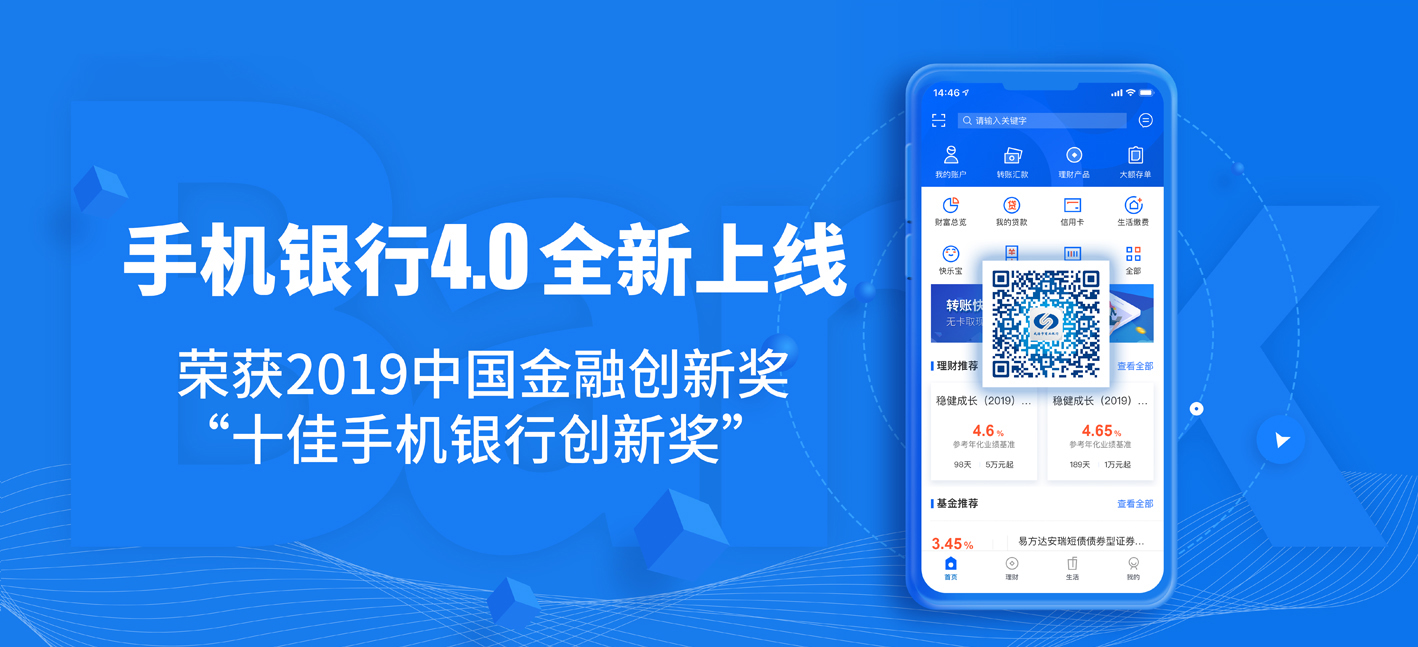 Bank
手机银行4.0 全新上线
荣获2019中国金融创新奖
“十佳手机银行创新奖”
14:46
请输入关键字
我的账户 转账汇款 理财产品 大额存单
财富总览 我的贷款 信用卡 生活缴费
快乐宝 全部
转账快
无卡取现
理财推荐 查看全部
稳健成长（2019）... 稳健成长（2019）...
4.6% 4.65%
参考年化业绩基准 参考年化业绩基准
98天 5万元起 189天 1万元起
基金推荐 查看全部
3.45% 易方达安瑞短债债券型证券...
首页 理财 生活 我的